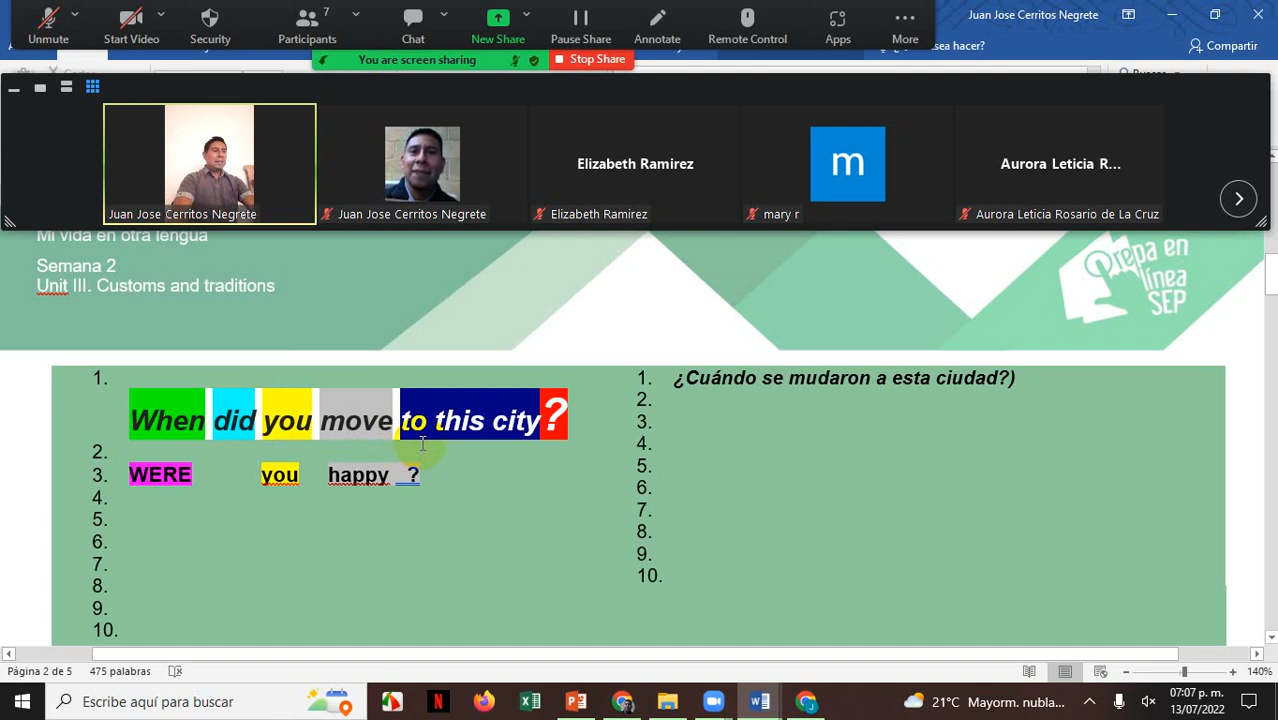 Unmute
Start Video
Security
Participants
7
Chat
New Share
Pause Share
Annotate
Remote Control
Apps
More
Juan Jose Cerritos Negrete
You are screen sharing
Stop Share
sea hacer?
Compartir
Juan Jose Cerritos Negrete
Juan Jose Cerritos Negrete
Elizabeth Ramirez
Elizabeth Ramirez
m
mary r
Aurora Leticia R...
Aurora Leticia Rosario de La Cruz
Mi vida en otra lengua
Semana 2
Unit III. Customs and traditions
Prepa en
línea
SEP
1.
When did you move to this city?
2.
3. WERE you happy ?
4.
5.
6.
7.
8.
9.
10.
1. ¿Cuándo se mudaron a esta ciudad?)
2.
3.
4.
5.
6.
7.
8.
9.
10.
Página 2 de 5
475 palabras
140%
Escribe aquí para buscar
21°C Mayorm. nubla...
07:07 p. m.
13/07/2022